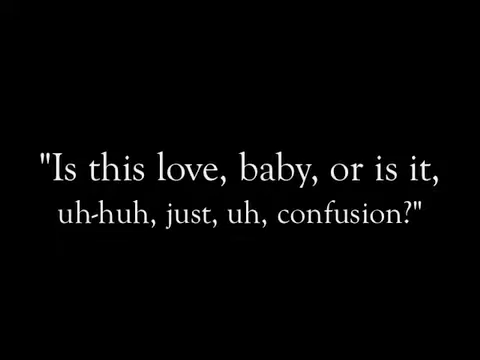 "Is this love, baby, or is it,
uh-huh, just, uh, confusion?"